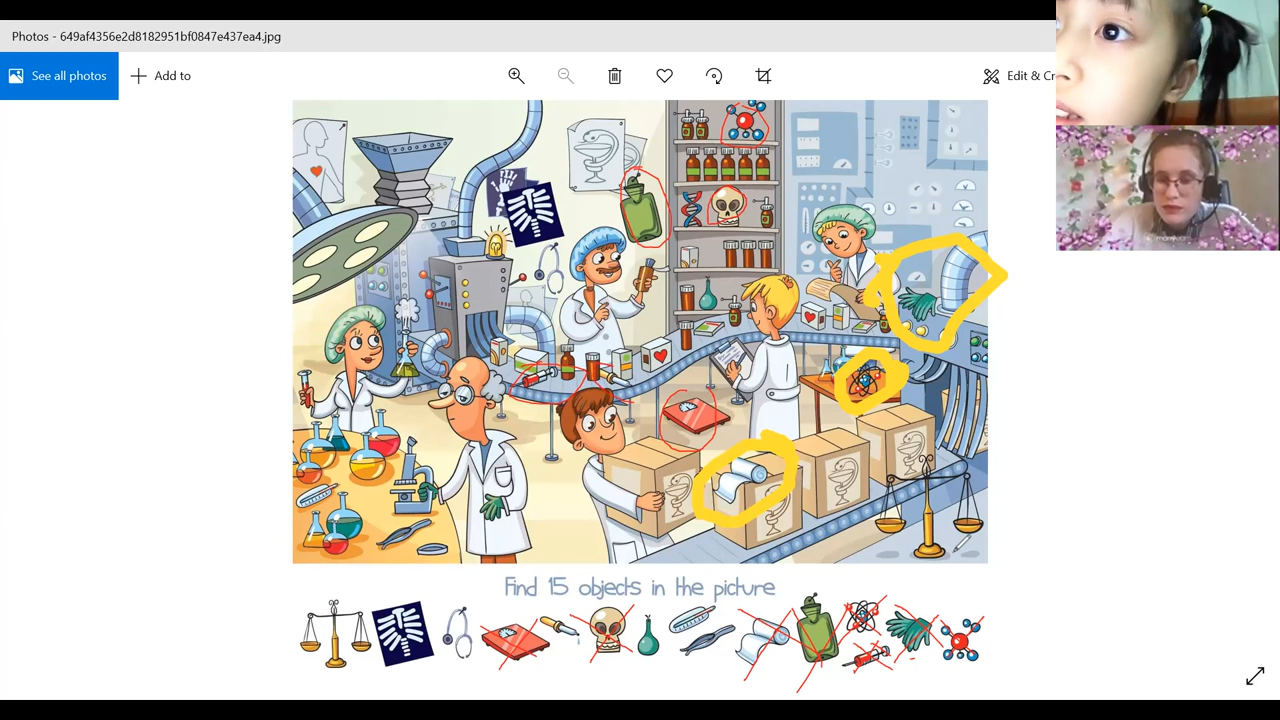 Photos - 649af4356e2d8182951bf0847e437ea4.jpg
See all photos
Add to
Edit & Cr
Find 15 objects in the picture